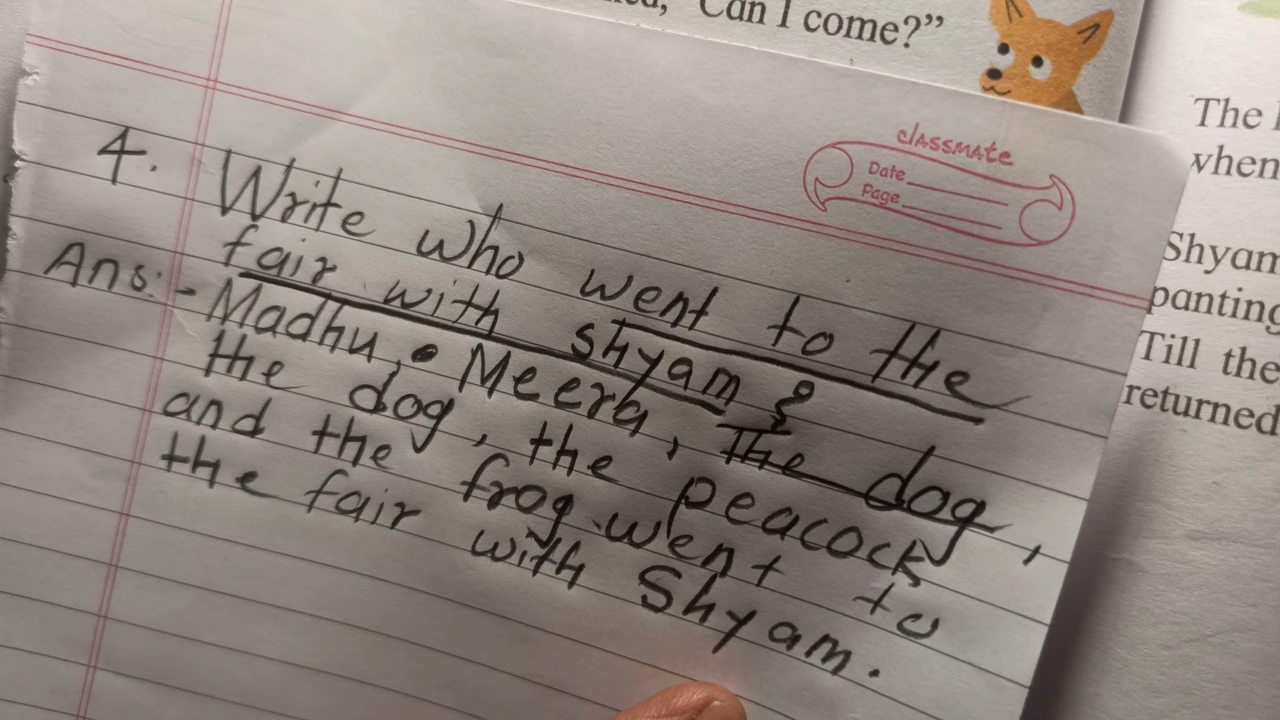 "Can I come?"
classmate
Date
Page
4. Write who went to the
fair with shyam?
Ans:- Madhu, Meera, the dog,
the dog, the peacock
and the frog went to
the fair with Shyam.
The
when
Shyam
panting
Till the
returned